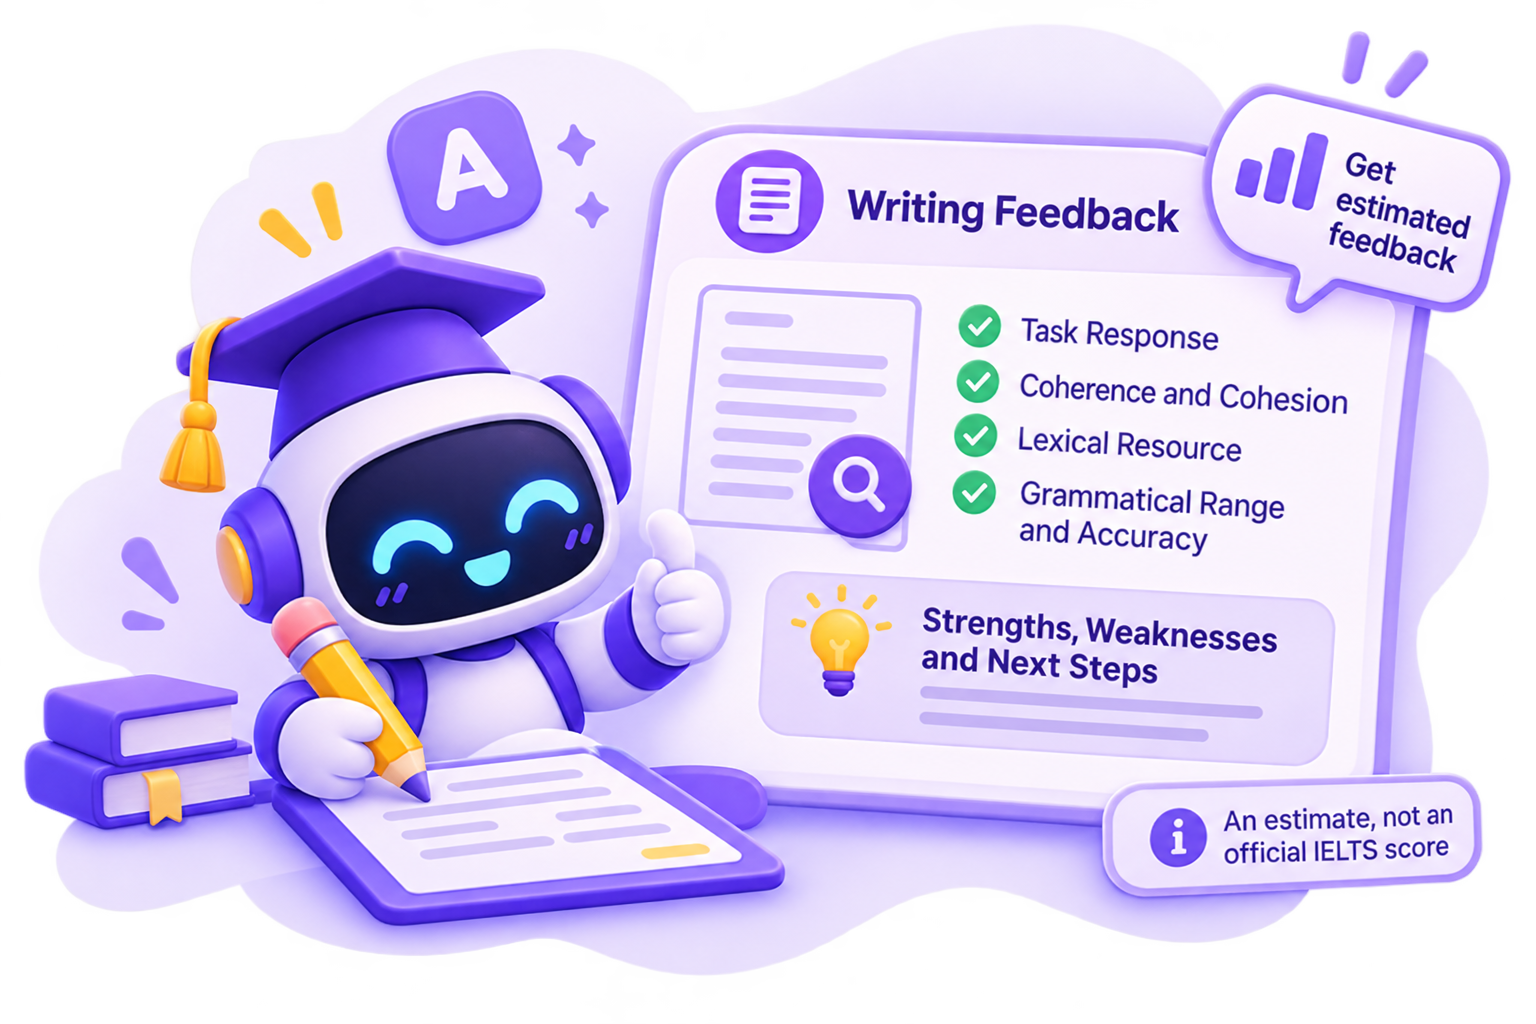 A
Writing Feedback
Get
estimated
feedback
Task Response
Coherence and Cohesion
Lexical Resource
Grammatical Range
and Accuracy
Strengths, Weaknesses
and Next Steps
An estimate, not an
official IELTS score